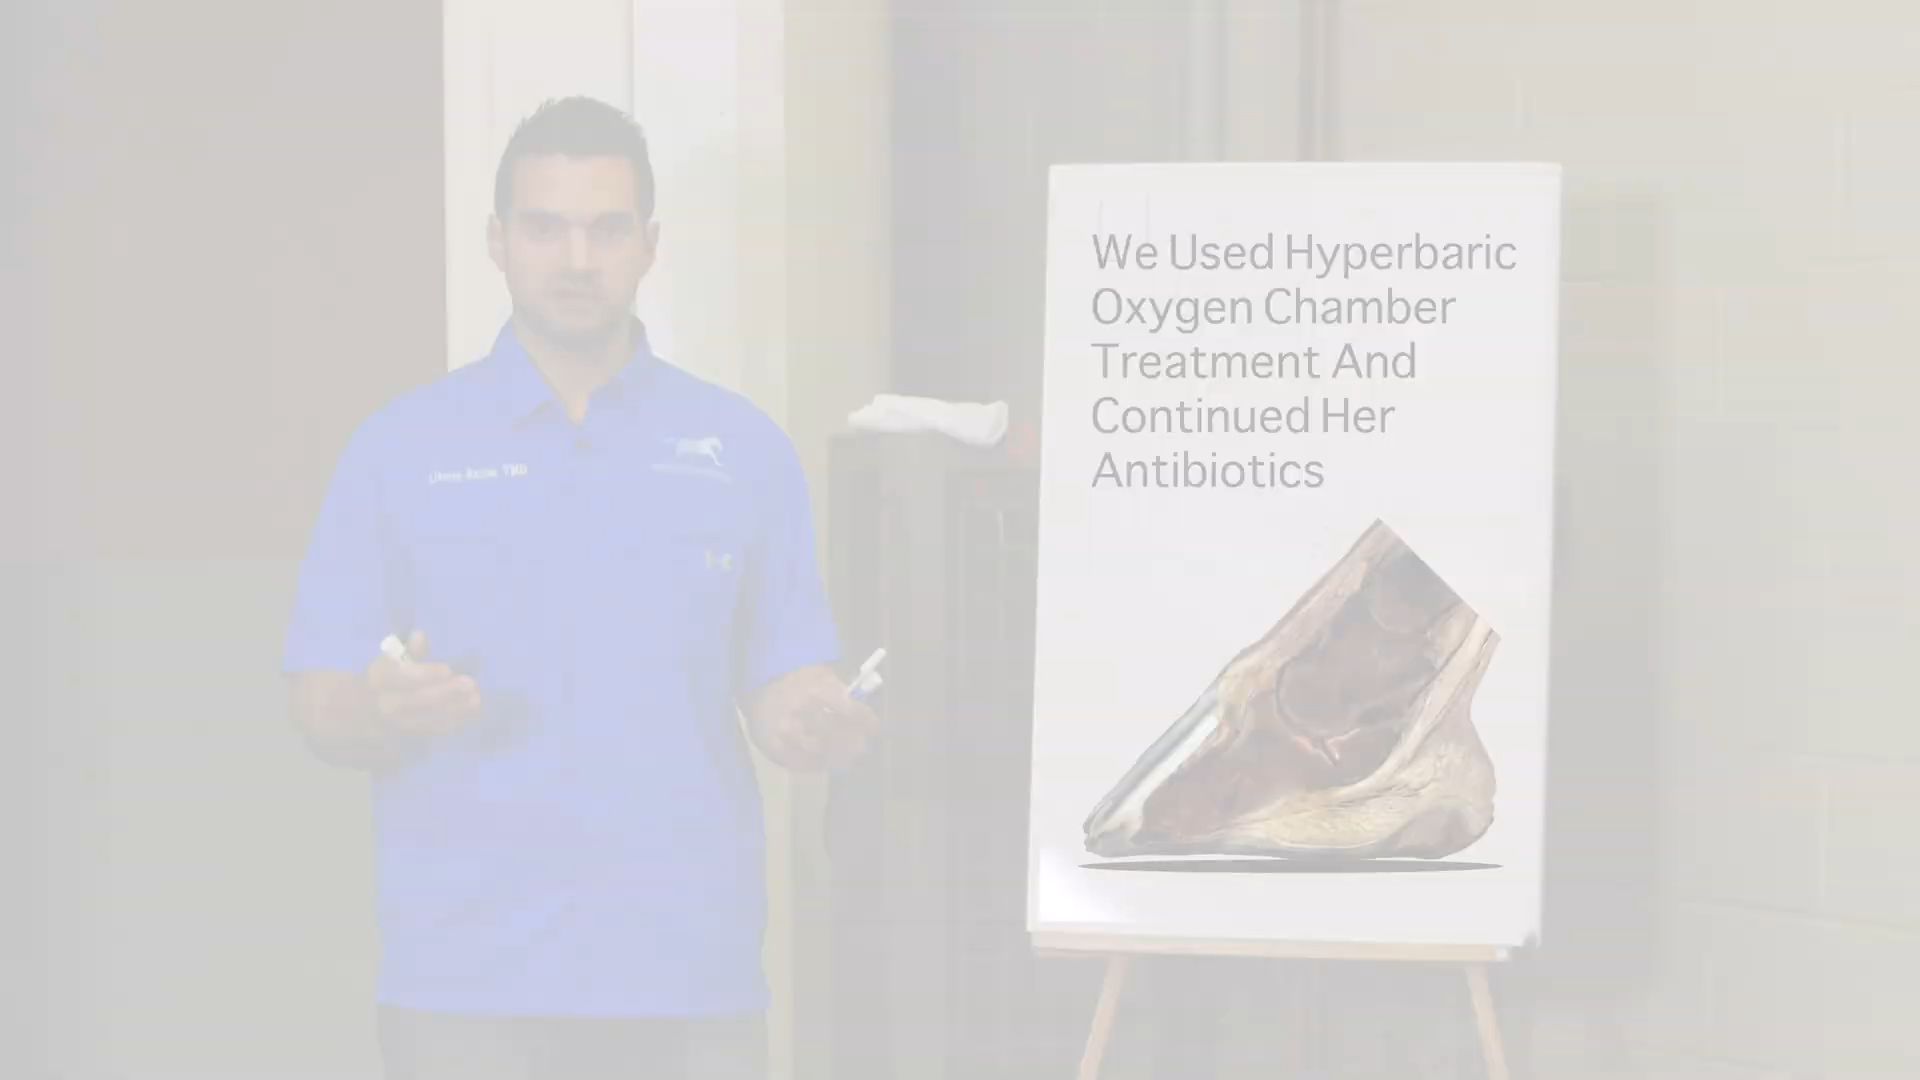 We Used Hyperbaric
Oxygen Chamber
Treatment And
Continued Her
Antibiotics